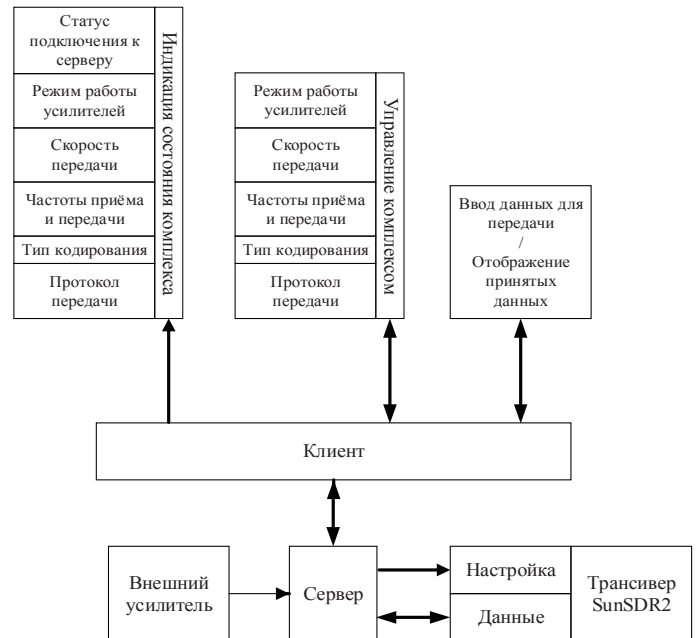 Статус
подключения к
серверу
Режим работы
усилителей
Скорость
передачи
Частоты приёма
и передачи
Тип кодирования
Протокол
передачи
Индикация состояния комплекса
Режим работы
усилителей
Скорость
передачи
Частоты приёма
и передачи
Тип кодирования
Протокол
передачи
Управление комплексом
Ввод данных для
передачи
/
Отображение
принятых
данных
Клиент
Внешний
усилитель
Сервер
Настройка
Данные
Трансивер
SunSDR2